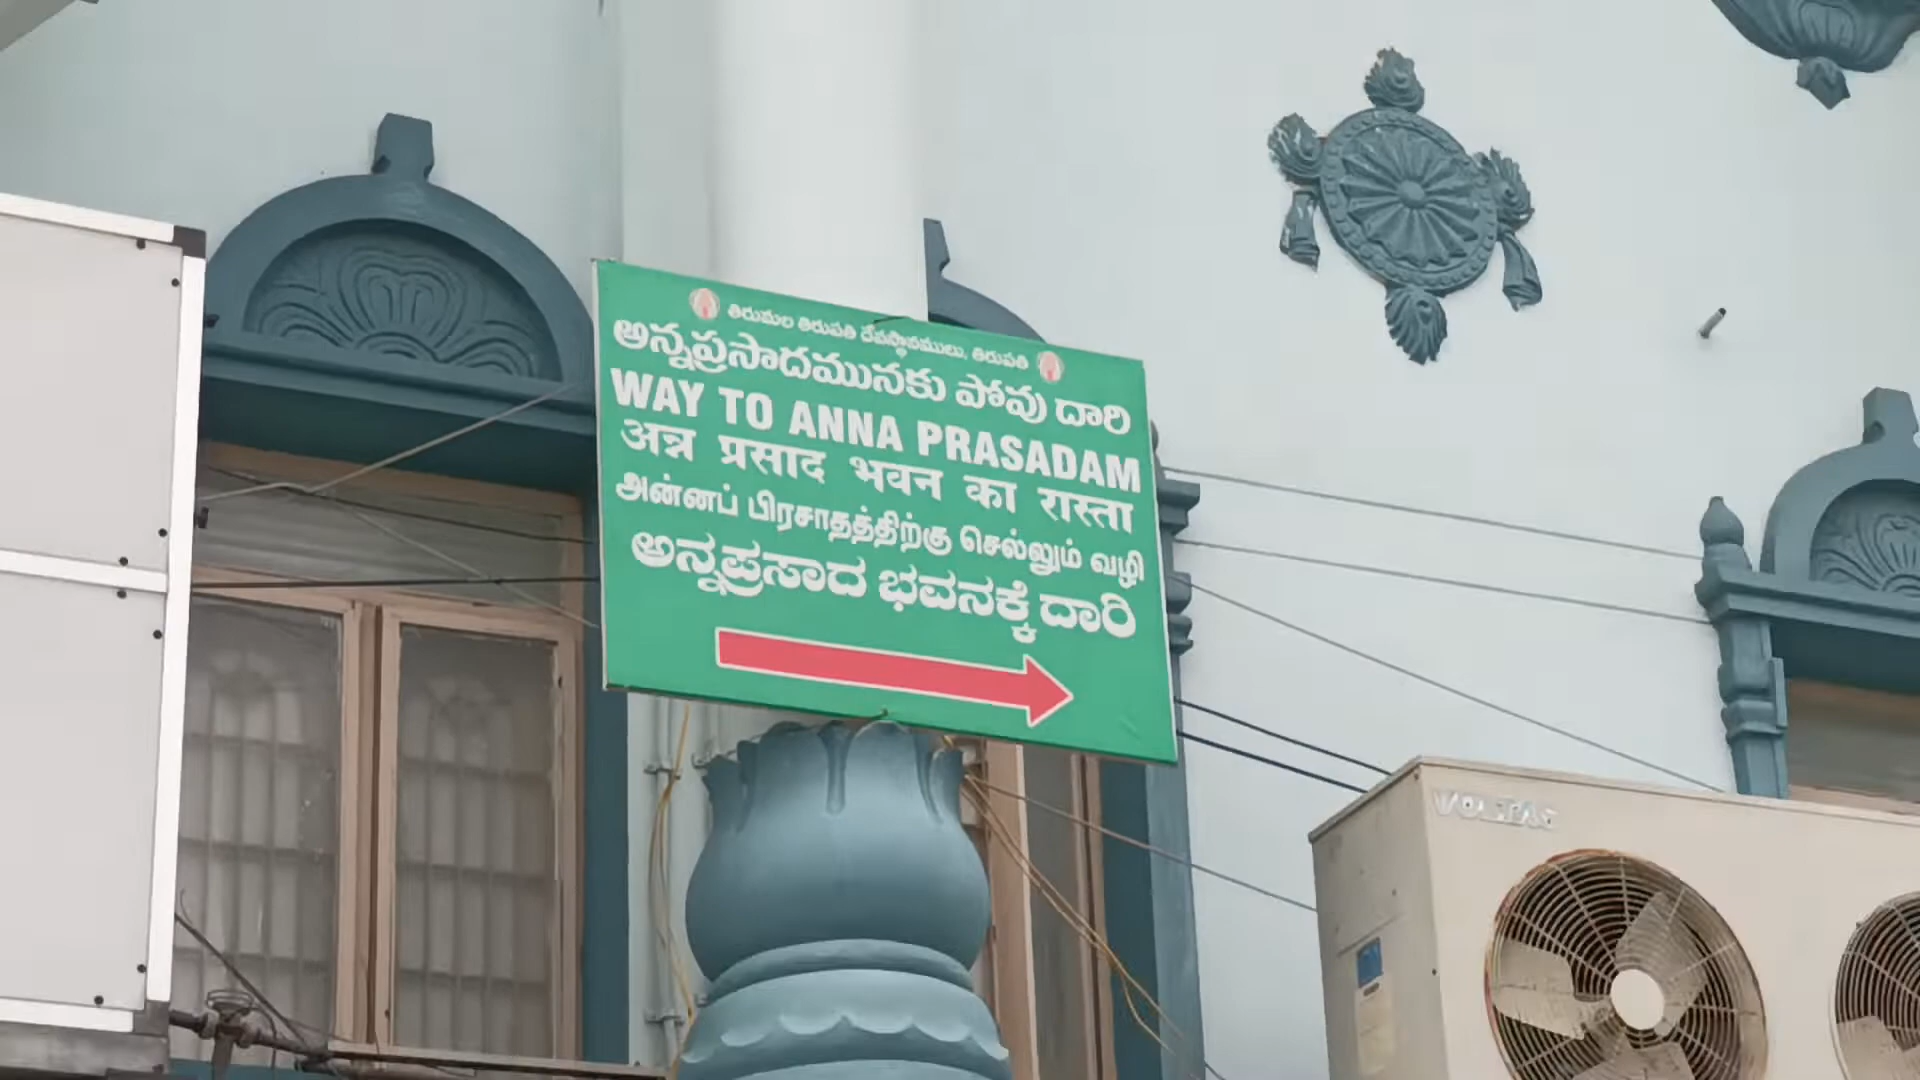 తిరుమల తిరుపతి దేవస్థానములు, తిరుపతి
అన్నప్రసాదమునకు పోవు దారి
WAY TO ANNA PRASADAM
अन्न प्रसाद भवन का रास्ता
அன்னப் பிரசாதத்திற்கு செல்லும் வழி
ಅನ್ನಪ್ರಸಾದ ಭವನಕ್ಕೆ ದಾರಿ
VOLTAS